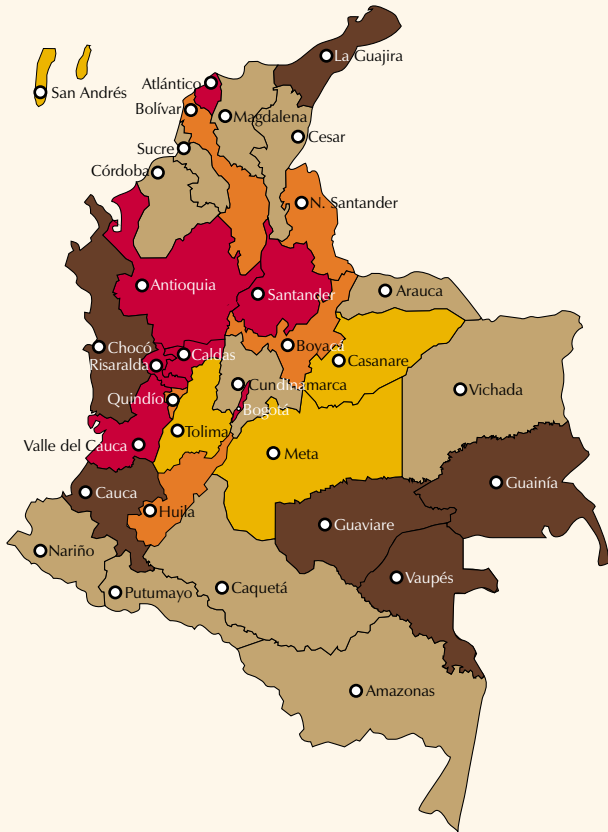 La Guajira
Atlántico
San Andrés
Bolívar
Magdalena
Cesar
Sucre
Córdoba
N. Santander
Antioquia
Santander
Arauca
Chocó
Boyacá
Caldas
Risaralda
Casanare
Cundinamarca
Vichada
Quindío
Bogotá
Tolima
Valle del Cauca
Meta
Guainía
Cauca
Huila
Guaviare
Nariño
Vaupés
Caquetá
Putumayo
Amazonas